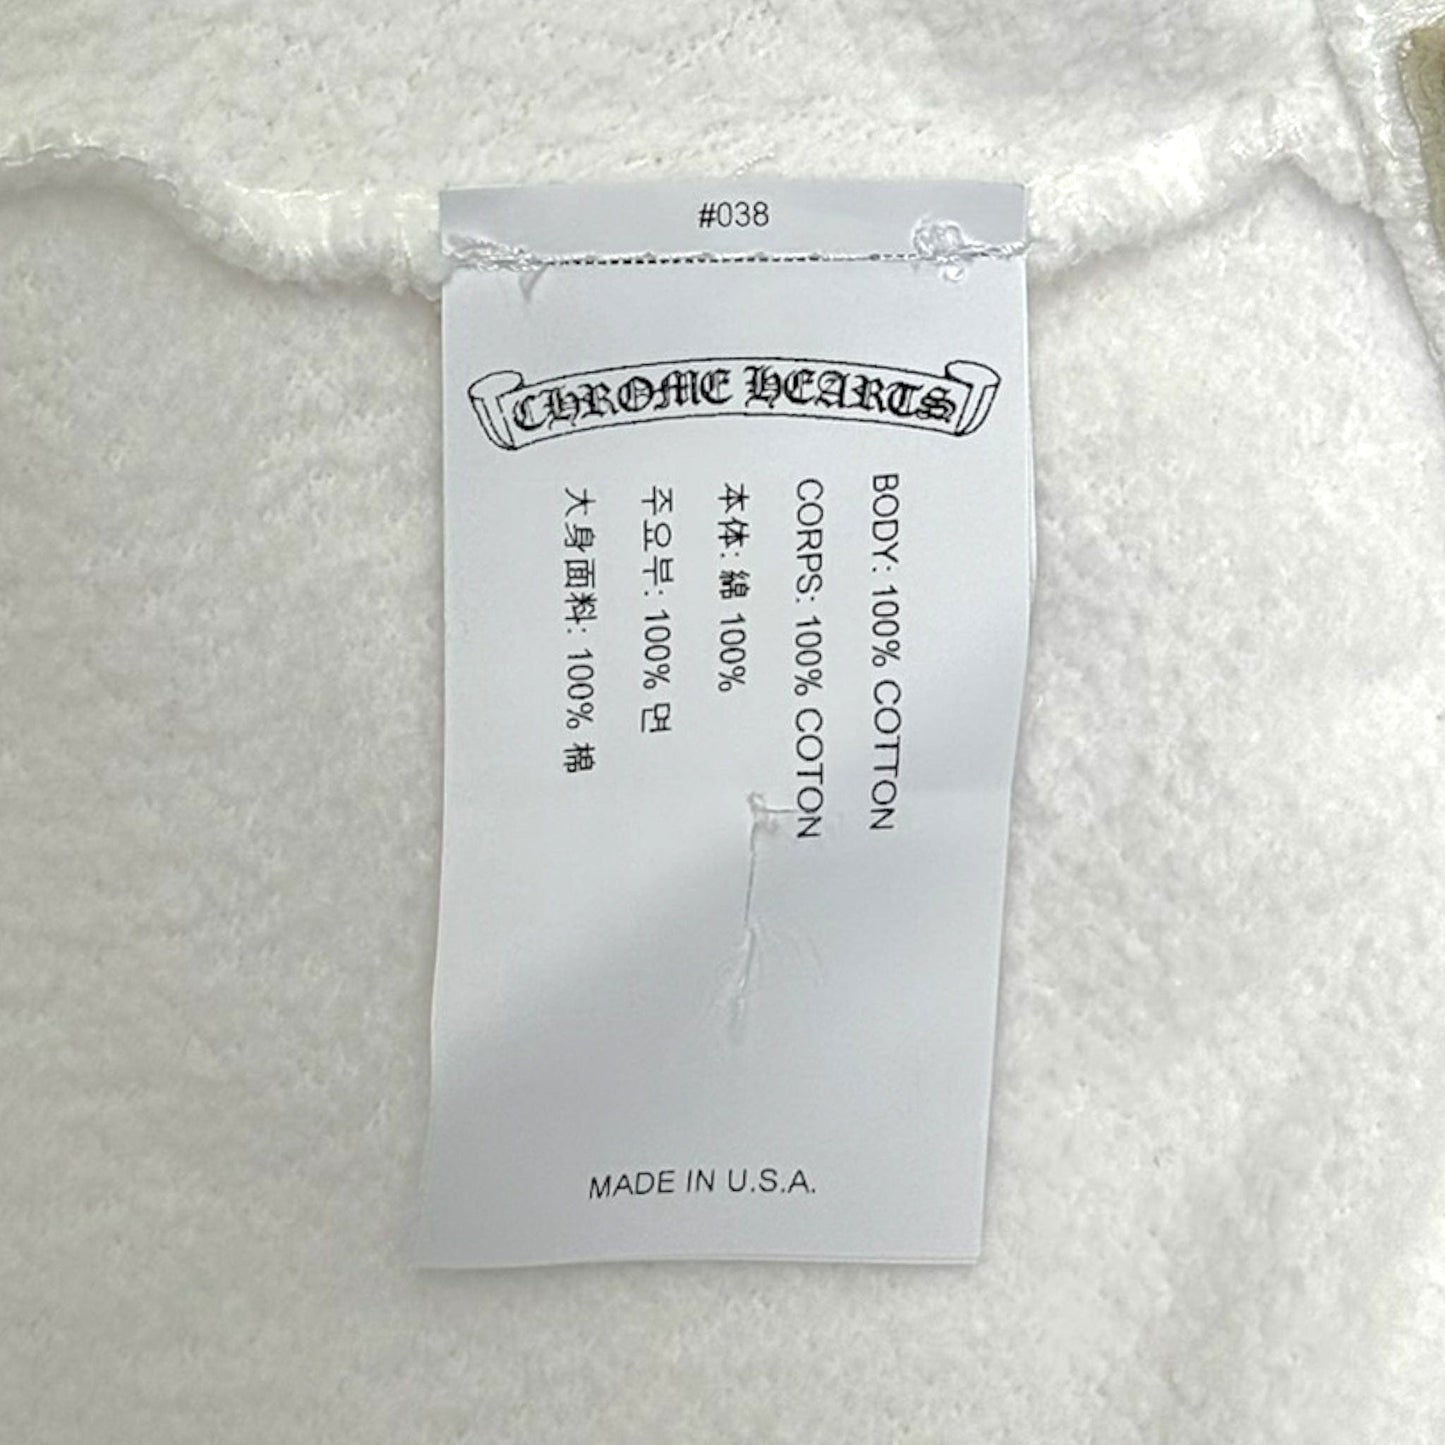 #038
CHROME HEARTS
BODY: 100% COTTON
CORPS: 100% COTON
本体: 綿 100%
주요부: 100% 면
大身面料: 100% 棉
MADE IN U.S.A.